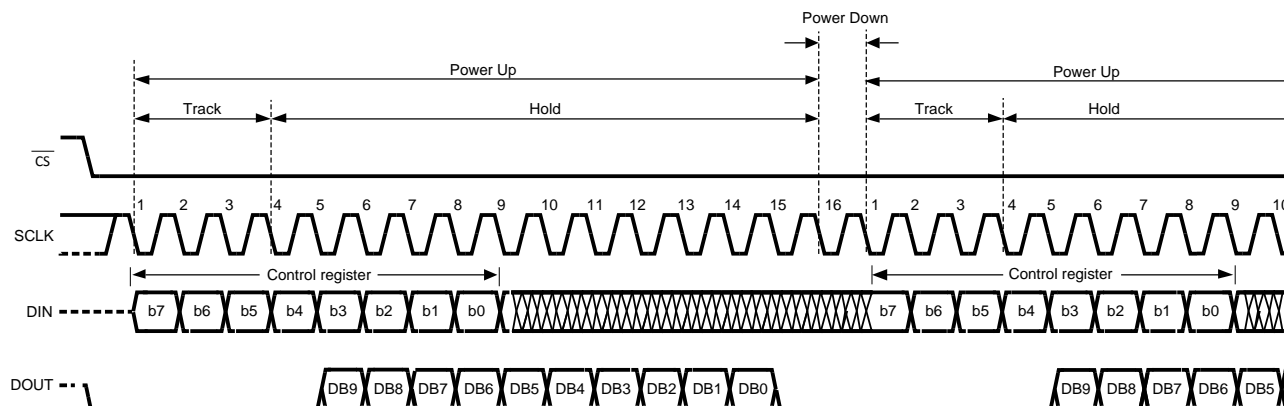 Power Down
Power Up Power Up
Track Hold Track Hold
CS
1 2 3 4 5 6 7 8 9 10 11 12 13 14 15 16 1 2 3 4 5 6 7 8 9 10
SCLK
Control register Control register
DIN b7 b6 b5 b4 b3 b2 b1 b0 b7 b6 b5 b4 b3 b2 b1 b0
DOUT DB9 DB8 DB7 DB6 DB5 DB4 DB3 DB2 DB1 DB0 DB9 DB8 DB7 DB6 DB5